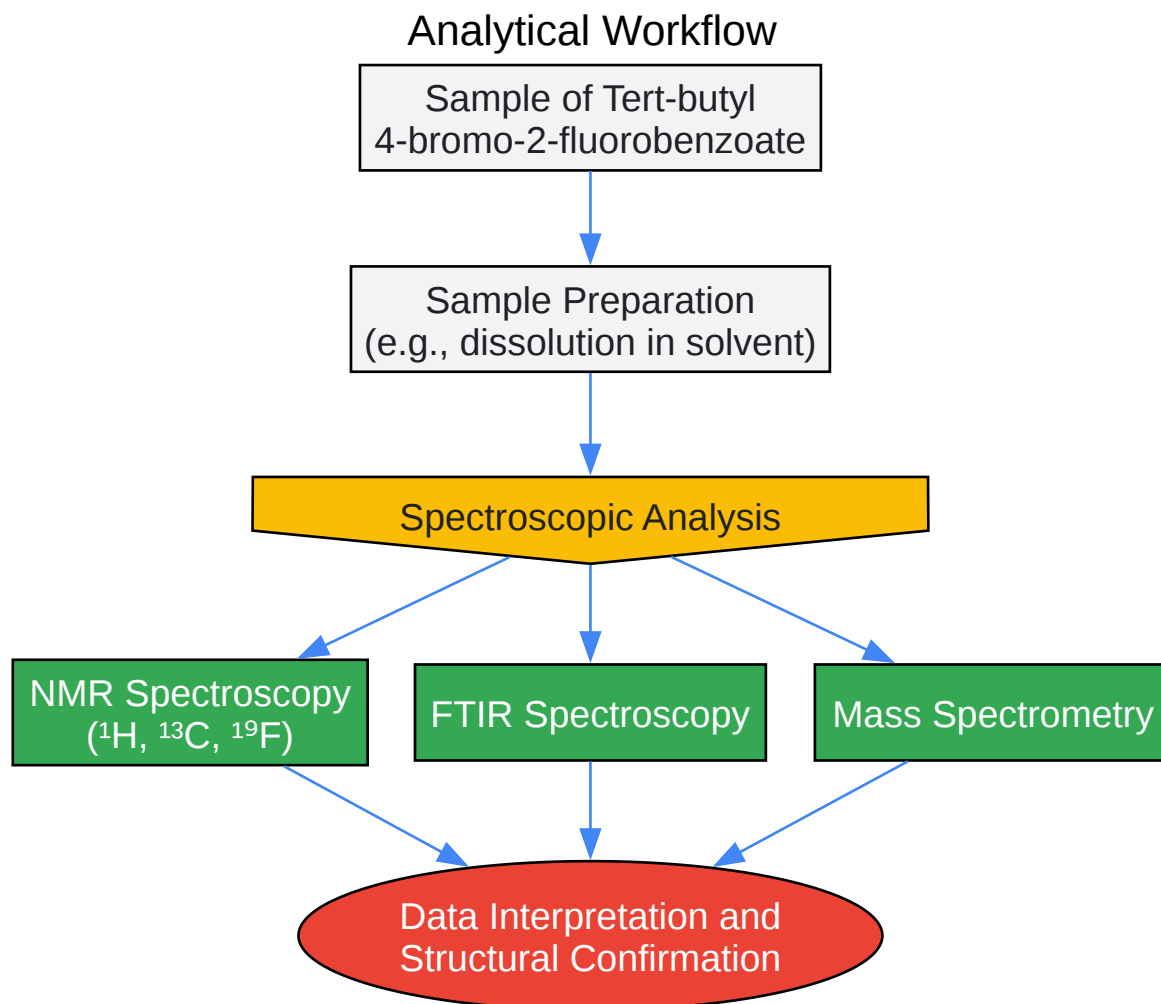 Analytical Workflow
Sample of Tert-butyl
4-bromo-2-fluorobenzoate
Sample Preparation
(e.g., dissolution in solvent)
Spectroscopic Analysis
NMR Spectroscopy
(¹H, ¹³C, ¹⁹F)
FTIR Spectroscopy
Mass Spectrometry
Data Interpretation and
Structural Confirmation